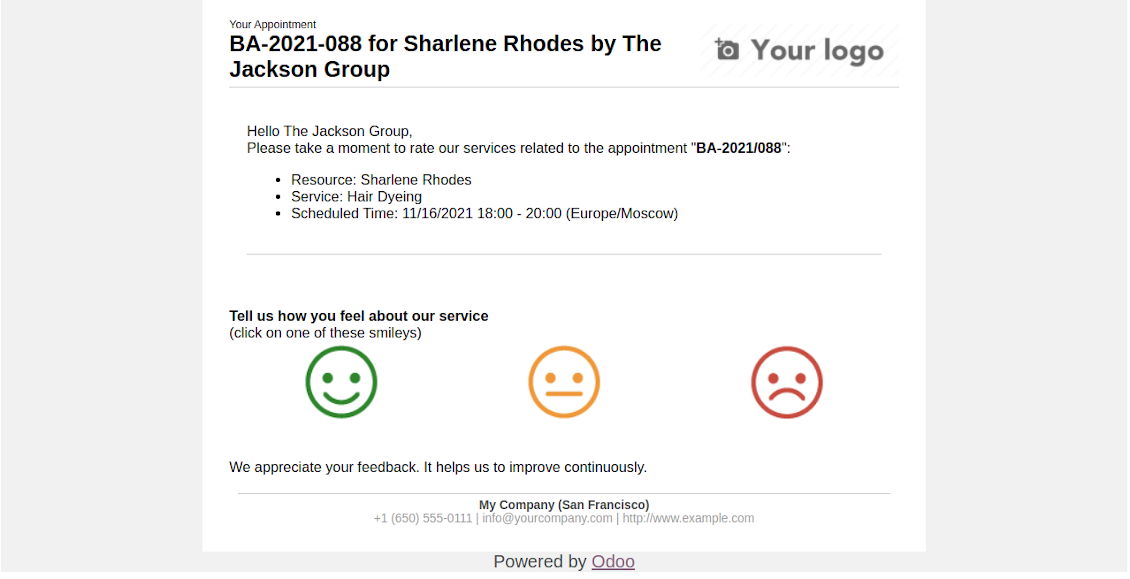 Your Appointment
BA-2021-088 for Sharlene Rhodes by The
Jackson Group
Your logo
Hello The Jackson Group,
Please take a moment to rate our services related to the appointment "BA-2021/088":
Resource: Sharlene Rhodes
Service: Hair Dyeing
Scheduled Time: 11/16/2021 18:00 - 20:00 (Europe/Moscow)
Tell us how you feel about our service
(click on one of these smileys)
We appreciate your feedback. It helps us to improve continuously.
My Company (San Francisco)
+1 (650) 555-0111 | info@yourcompany.com | http://www.example.com
Powered by Odoo